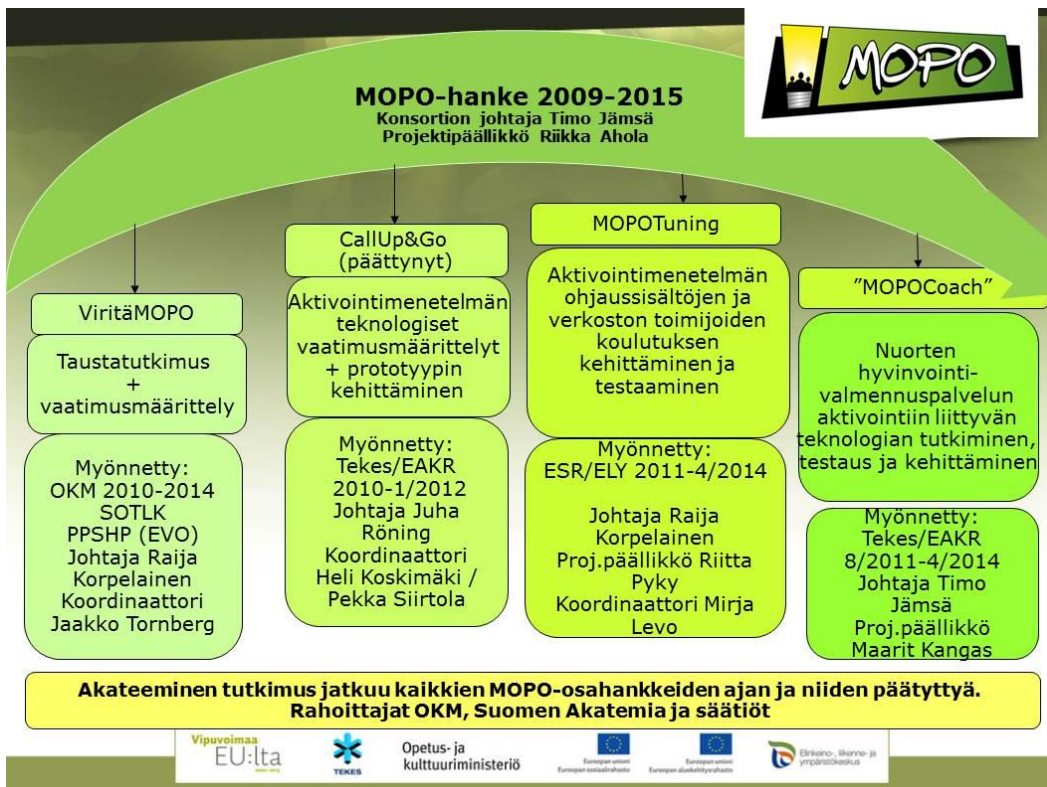 MOPO
MOPO-hanke 2009-2015
Konsortion johtaja Timo Jämsä
Projektipäällikkö Riikka Ahola
ViritäMOPO
Taustatutkimus
+
vaatimusmäärittely
Myönnetty:
OKM 2010-2014
SOTLK
PPSHP (EVO)
Johtaja Raija
Korpelainen
Koordinaattori
Jaakko Tornberg
CallUp&Go
(päättynyt)
Aktivointimenetelmän
teknologiset
vaatimusmäärittelyt
+ prototyypin
kehittäminen
Myönnetty:
Tekes/EAKR
2010-1/2012
Johtaja Juha
Röning
Koordinaattori
Heli Koskimäki /
Pekka Siirtola
MOPOTuning
Aktivointimenetelmän
ohjaussisältöjen ja
verkoston toimijoiden
koulutuksen
kehittäminen ja
testaaminen
Myönnetty:
ESR/ELY 2011-4/2014
Johtaja Raija
Korpelainen
Proj.päällikkö Riitta
Pyky
Koordinaattori Mirja
Levo
”MOPOCoach”
Nuorten
hyvinvointi-
valmennuspalvelun
aktivointiin liittyvän
teknologian tutkiminen,
testaus ja kehittäminen
Myönnetty:
Tekes/EAKR
8/2011-4/2014
Johtaja Timo
Jämsä
Proj.päällikkö
Maarit Kangas
Akateeminen tutkimus jatkuu kaikkien MOPO-osahankkeiden ajan ja niiden päätyttyä.
Rahoittajat OKM, Suomen Akatemia ja säätiöt
Vipuvoimaa
EU:lta
TEKES
Opetus- ja
kulttuuriministeriö
Euroopan unioni
Euroopan sosiaalirahasto
Euroopan unioni
Euroopan aluekehitysrahasto
Elinkeino-, liikenne- ja
ympäristökeskus